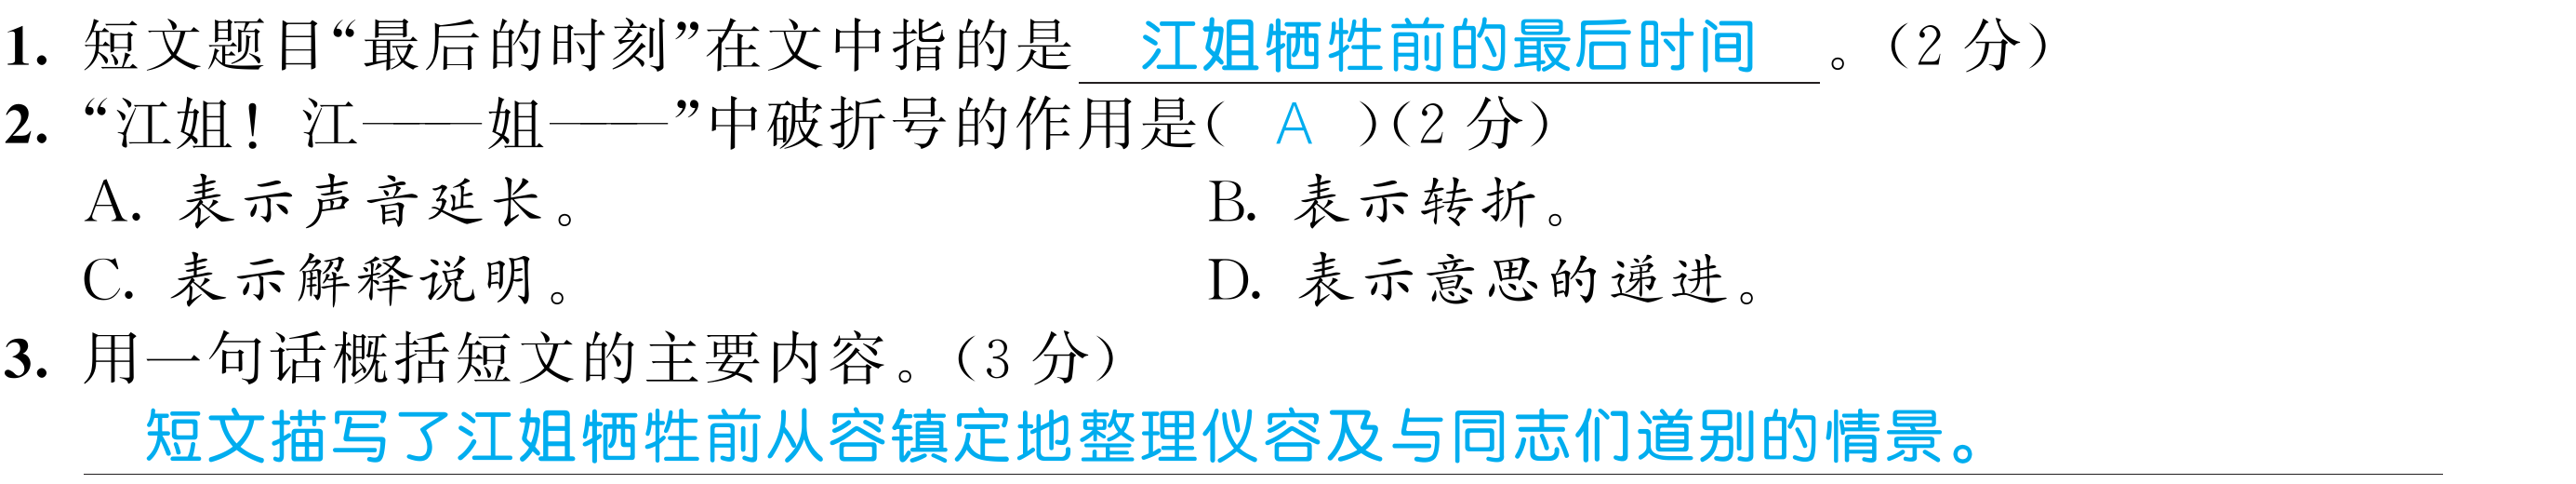 1. 短文题目“最后的时刻”在文中指的是 江姐牺牲前的最后时间 。（2 分）
2. “江姐！江——姐——”中破折号的作用是( A )(2 分)
A. 表示声音延长。 B. 表示转折。
C. 表示解释说明。 D. 表示意思的递进。
3. 用一句话概括短文的主要内容。（3 分）
短文描写了江姐牺牲前从容镇定地整理仪容及与同志们道别的情景。